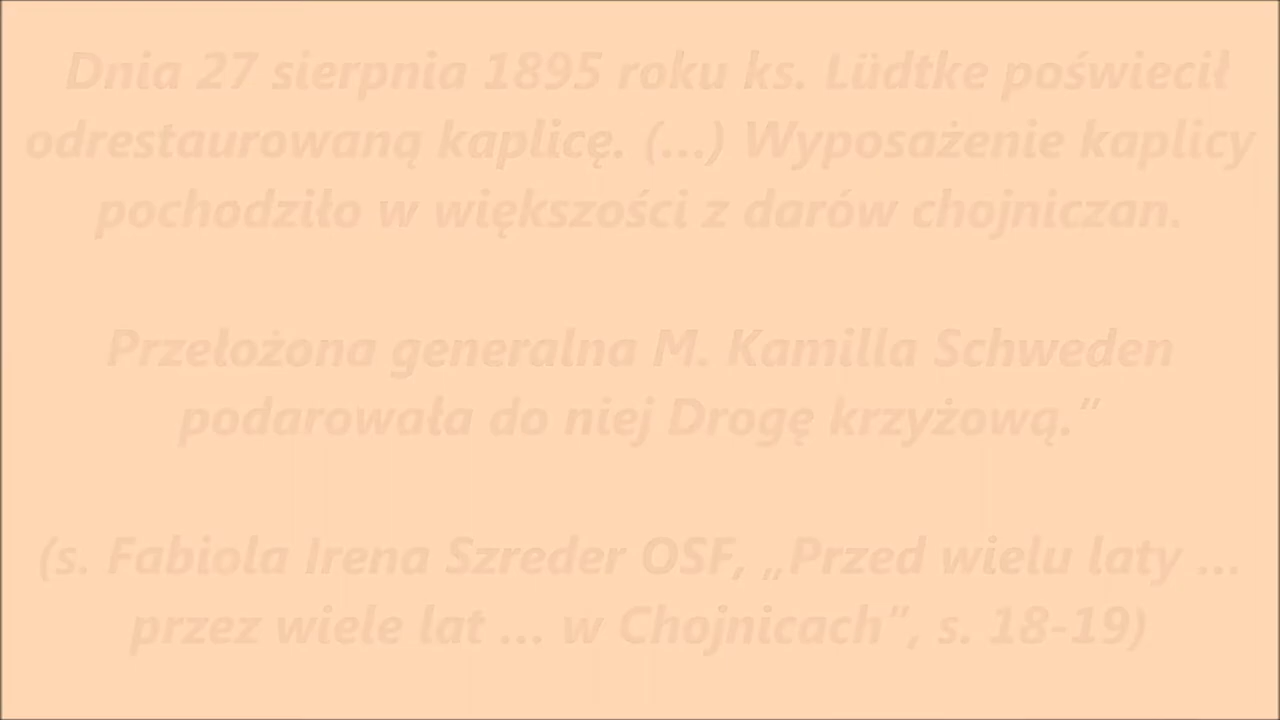 Dnia 27 sierpnia 1895 roku ks. Lüdtke poświecił
odrestaurowaną kaplicę. (...) Wyposażenie kaplicy
pochodziło w większości z darów chojniczan.
Przełożona generalna M. Kamilla Schweden
podarowała do niej Drogę krzyżową.”
(s. Fabiola Irena Szreder OSF, „Przed wielu laty ...
przez wiele lat ... w Chojnicach”, s. 18-19)